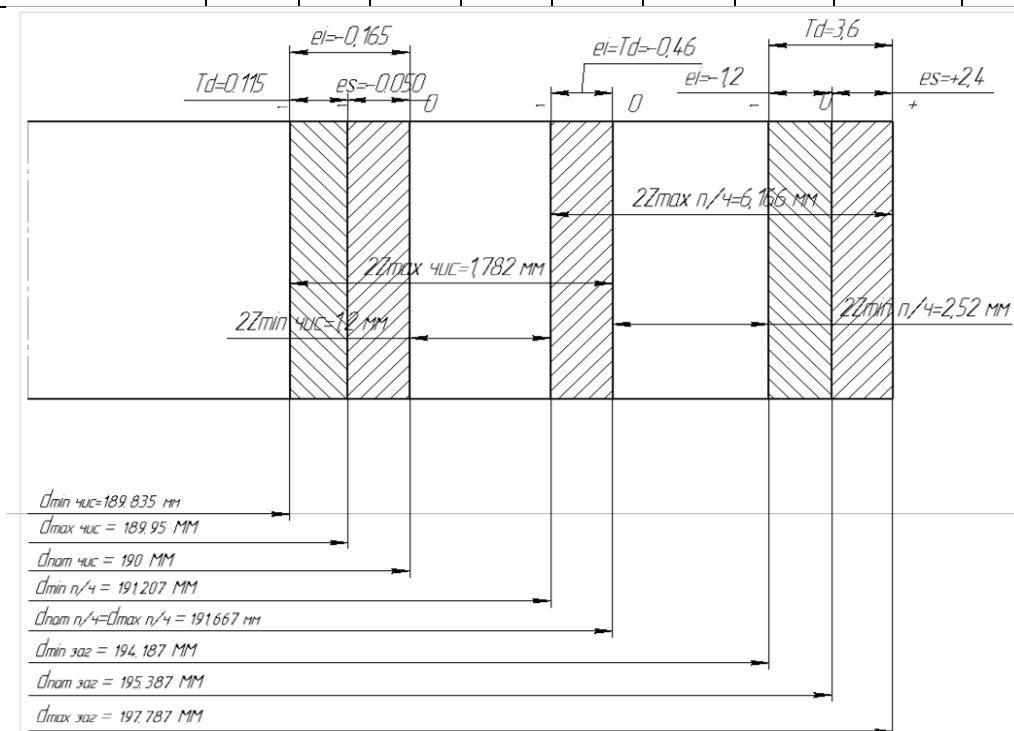 ei=-0,165
Td=3,6
ei=Td=-0,46
Td=0.115
es=-0.050
ei=-1,2
es=+2,4
- - 0 - 0 - 0 +
2Zmax п/ч=6,166 мм
2Zmax чис=1,782 мм
2Zmin чис=1,2 мм
2Zmin п/ч=2,52 мм
dmin чис=189.835 мм
dmax чис = 189.95 ММ
dnom чис = 190 ММ
dmin п/ч = 191,207 ММ
dnom п/ч=dmax п/ч = 191.667 мм
dmin заг = 194.187 ММ
dnom заг = 195.387 ММ
dmax заг = 197.787 ММ